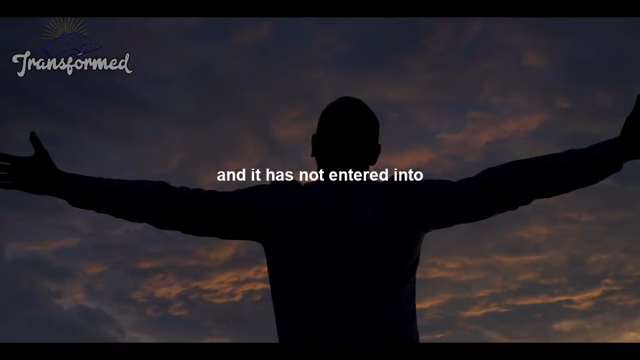 Transformed
and it has not entered into